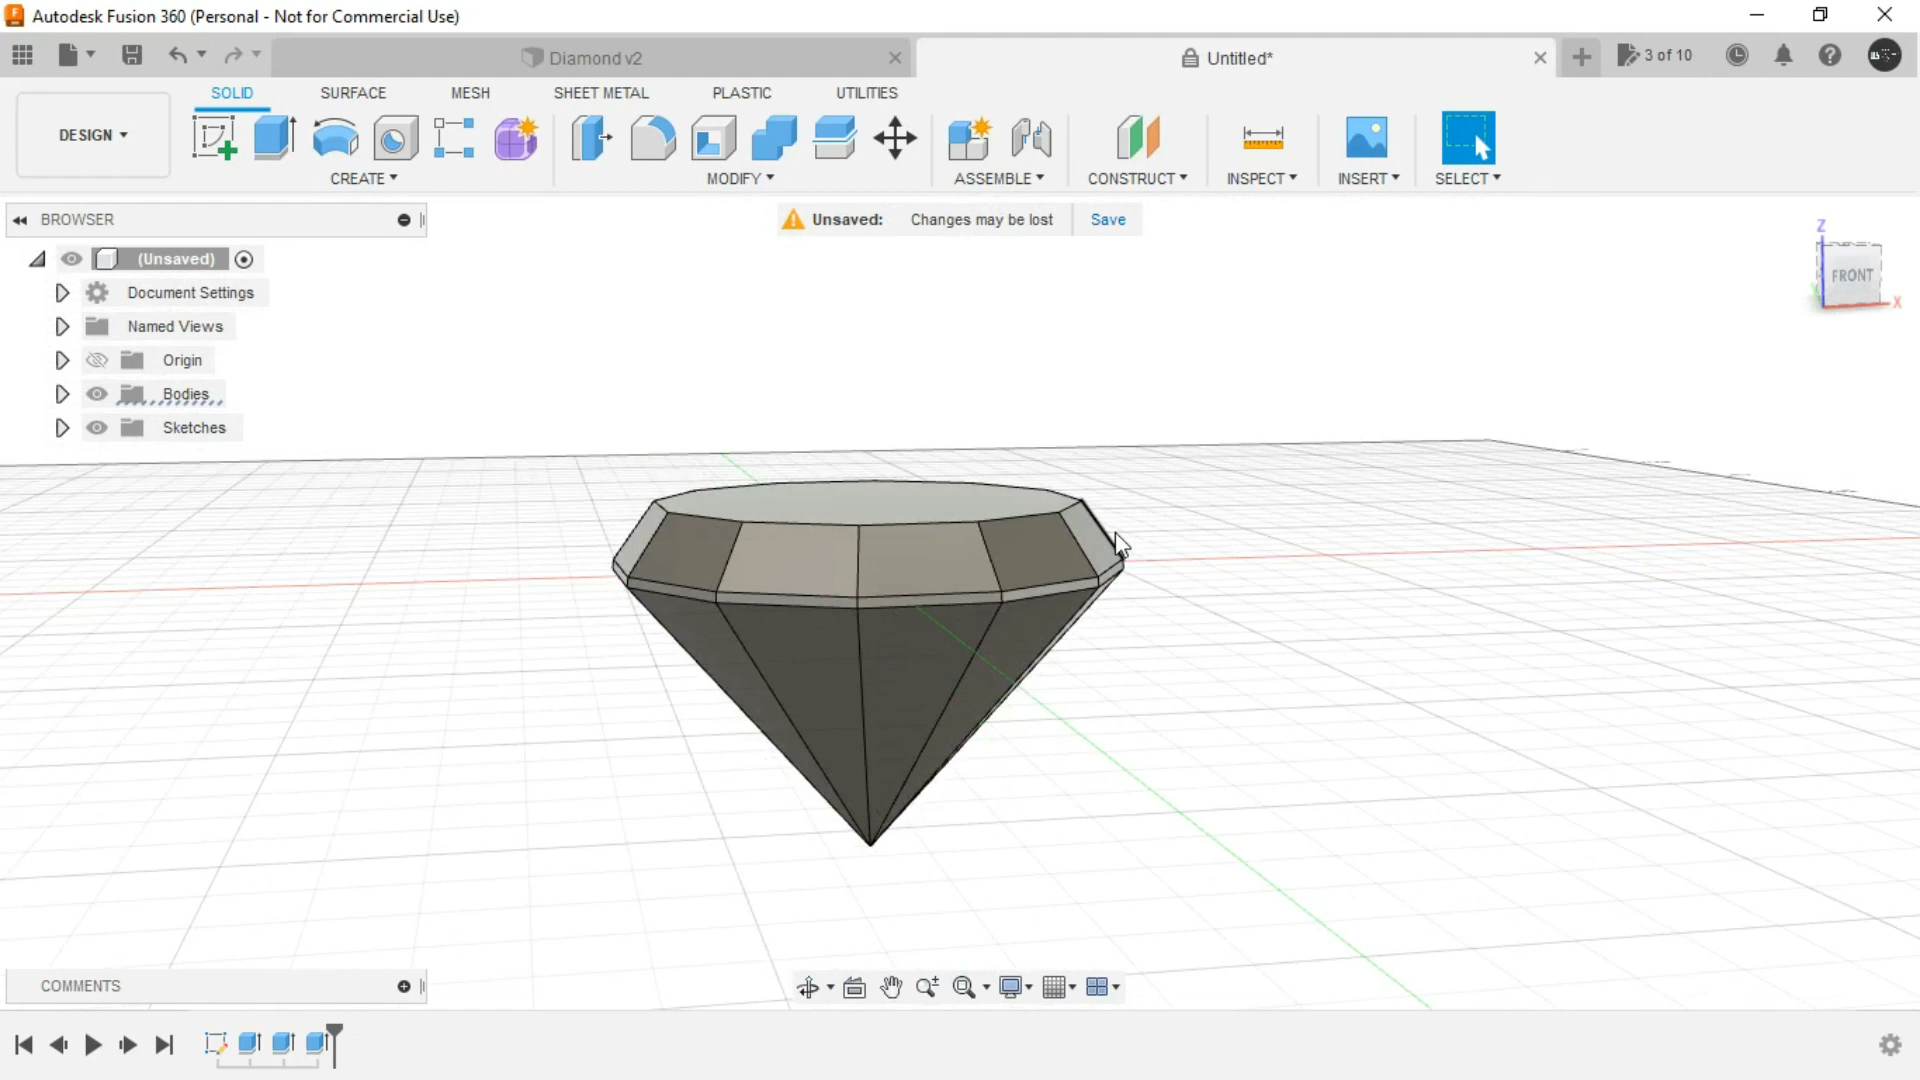 Autodesk Fusion 360 (Personal - Not for Commercial Use)
Diamond v2
Untitled*
3 of 10
SOLID
SURFACE
MESH
SHEET METAL
PLASTIC
UTILITIES
DESIGN
CREATE
MODIFY
ASSEMBLE
CONSTRUCT
INSPECT
INSERT
SELECT
BROWSER
Unsaved: Changes may be lost
Save
(Unsaved)
Document Settings
Named Views
Origin
Bodies
Sketches
Z
FRONT
X
COMMENTS